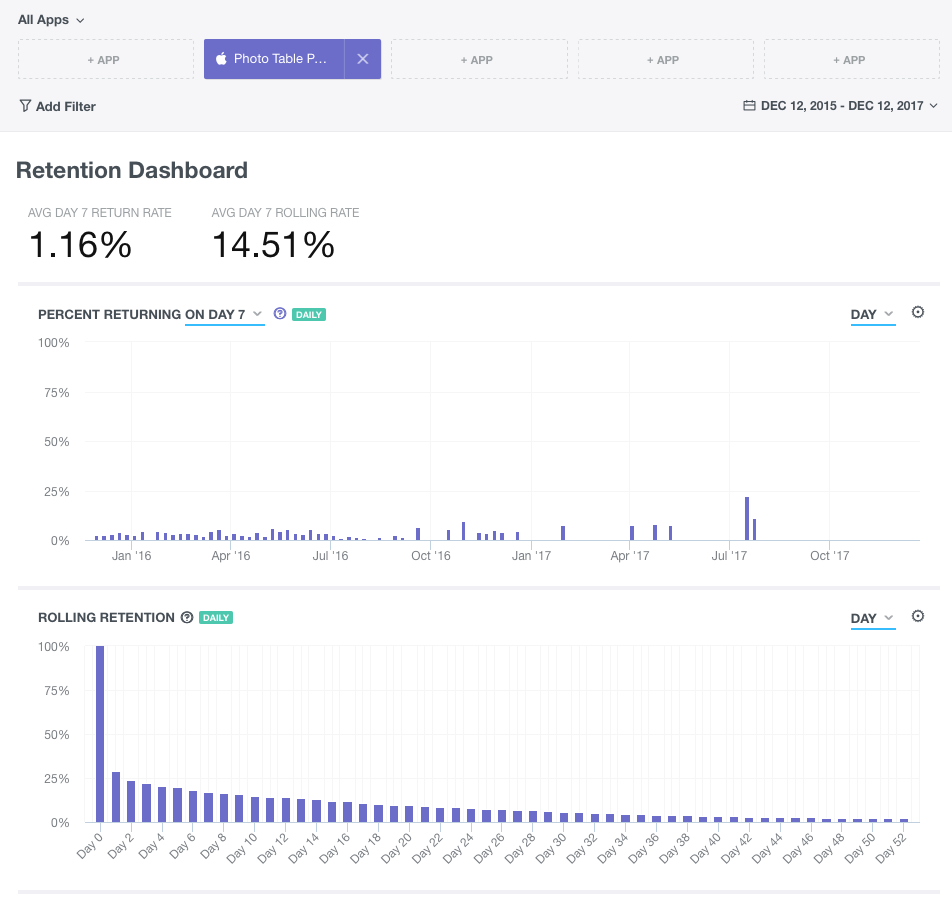 All Apps
+ APP
Photo Table P...
+ APP
+ APP
+ APP
Add Filter
DEC 12, 2015 - DEC 12, 2017
Retention Dashboard
AVG DAY 7 RETURN RATE
AVG DAY 7 ROLLING RATE
1.16%
14.51%
PERCENT RETURNING ON DAY 7
?
DAILY
DAY
100%
75%
50%
25%
0%
Jan '16
Apr '16
Jul '16
Oct '16
Jan '17
Apr '17
Jul '17
Oct '17
ROLLING RETENTION
?
DAILY
DAY
100%
75%
50%
25%
0%
Day 0
Day 2
Day 4
Day 6
Day 8
Day 10
Day 12
Day 14
Day 16
Day 18
Day 20
Day 22
Day 24
Day 26
Day 28
Day 30
Day 32
Day 34
Day 36
Day 38
Day 40
Day 42
Day 44
Day 46
Day 48
Day 50
Day 52